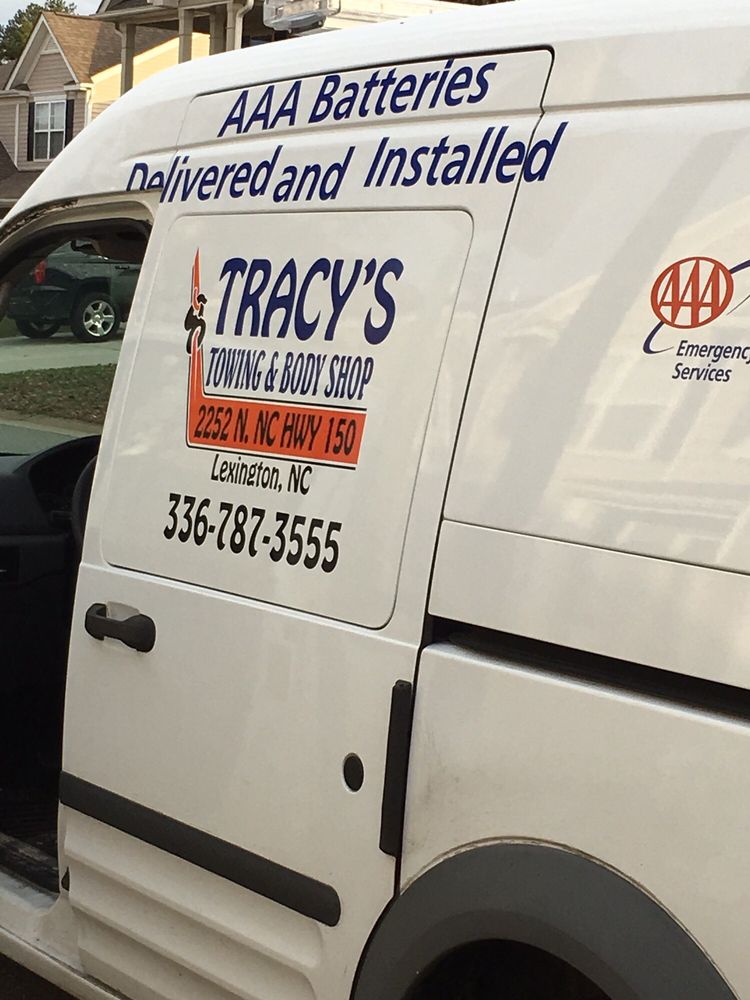 AAA Batteries
Delivered and Installed
TRACY'S
TOWING & BODY SHOP
2252 N. NC HWY 150
Lexington, NC
336-787-3555
AAA
Emergency
Services